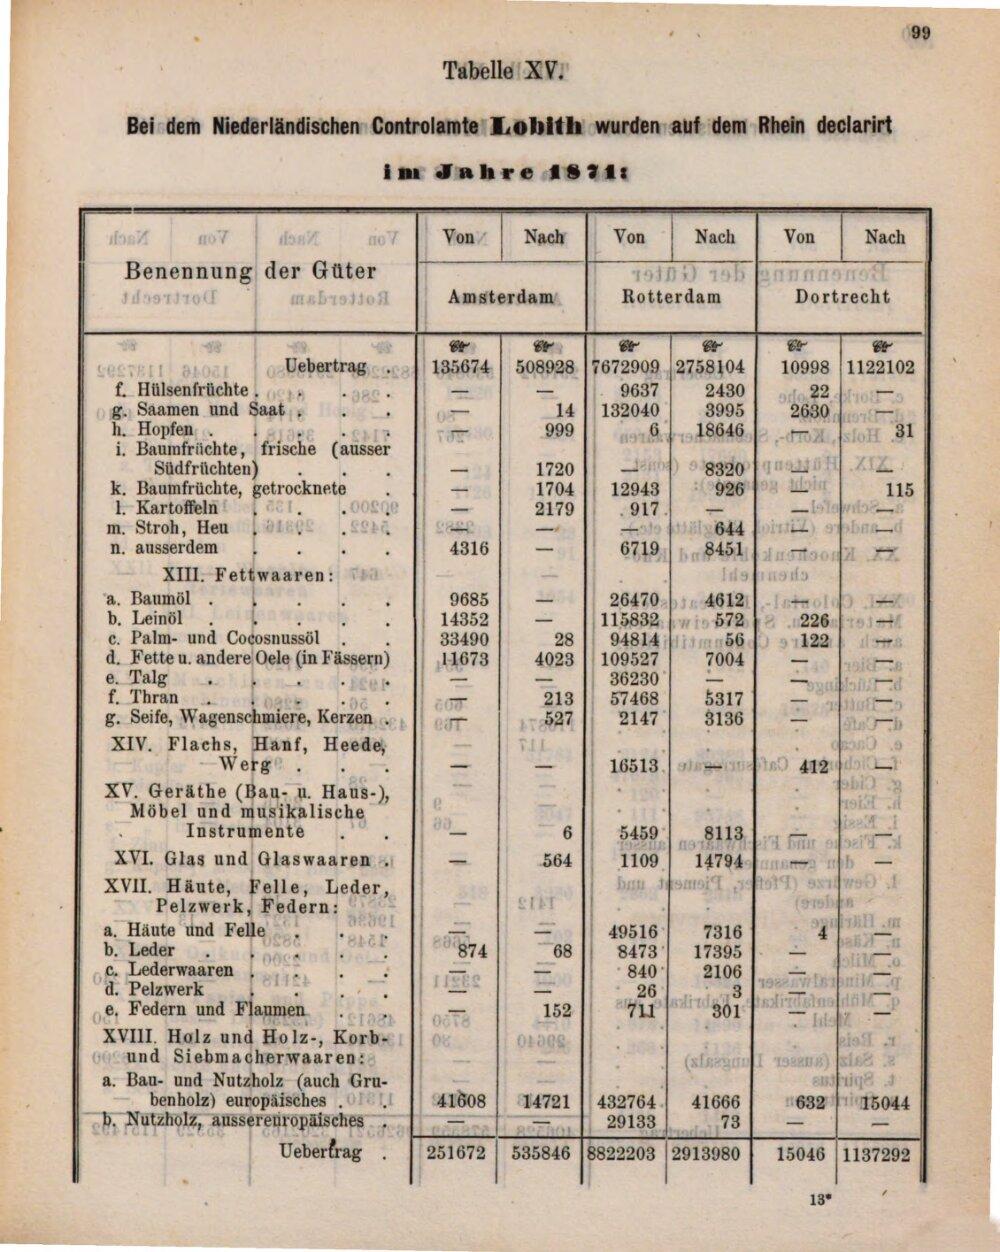 99
Tabelle XV.
Bei dem Niederländischen Controlamte Lobith wurden auf dem Rhein declarirt
im Jahre 1871:
Benennung der Güter | Von | Nach | Von | Nach | Von | Nach
Amsterdam | Rotterdam | Dortrecht
Ctr | Ctr | Ctr | Ctr | Ctr | Ctr
Uebertrag . 135674 508928 7672909 2758104 10998 1122102
f. Hülsenfrüchte . . . . — — 9637 2430 22 —
g. Saamen und Saat . . . — 14 132040 3995 2630 —
h. Hopfen . . . . . — 999 6 18646 — 31
i. Baumfrüchte, frische (ausser
Südfrüchten) . . . — 1720 — 8320 — —
k. Baumfrüchte, getrocknete . — 1704 12943 926 — 115
l. Kartoffeln . . . . — 2179 917 — — —
m. Stroh, Heu . . . . — — — 644 — —
n. ausserdem . . . . 4316 — 6719 8451 — —
XIII. Fettwaaren:
a. Baumöl . . . . . 9685 — 26470 4612 — —
b. Leinöl . . . . . 14352 — 115832 572 226 —
c. Palm- und Cocosnussöl . . 33490 28 94814 56 122 —
d. Fette u. andere Oele (in Fässern) 11673 4023 109527 7004 — —
e. Talg . . . . . — — 36230 — — —
f. Thran . . . . . — 213 57468 5317 — —
g. Seife, Wagenschmiere, Kerzen . — 527 2147 3136 — —
XIV. Flachs, Hanf, Heede,
Werg . . . — — 16513 — 412 —
XV. Geräthe (Bau- u. Haus-),
Möbel und musikalische
Instrumente . . — 6 5459 8113 — —
XVI. Glas und Glaswaaren . — 564 1109 14794 — —
XVII. Häute, Felle, Leder,
Pelzwerk, Federn:
a. Häute und Felle . . . — — 49516 7316 4 —
b. Leder . . . . . 874 68 8473 17395 — —
c. Lederwaaren . . . . — — 840 2106 — —
d. Pelzwerk . . . . — — 26 3 — —
e. Federn und Flaumen . . — 152 711 301 — —
XVIII. Holz und Holz-, Korb-
und Siebmacherwaaren:
a. Bau- und Nutzholz (auch Gru-
benholz) europäisches . . 41608 14721 432764 41666 632 15044
b. Nutzholz, aussereuropäisches . — — 29133 73 — —
Uebertrag . 251672 535846 8822203 2913980 15046 1137292
13*